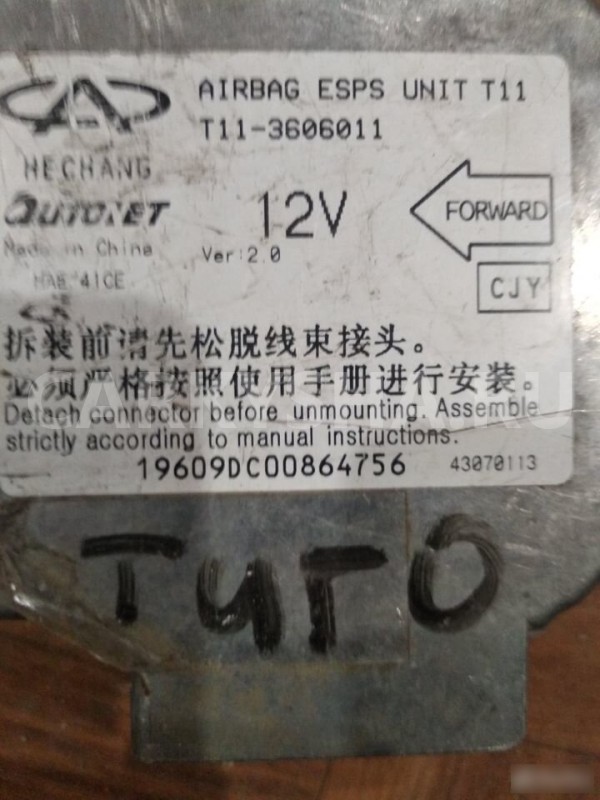 AIRBAG ESPS UNIT T11
T11-3606011
HECHANG
12V
FORWARD
Made in China
Ver:2.0
41CE
CJY
拆装前请先松脱线束接头。
必须严格按照使用手册进行安装。
Detach connector before unmounting. Assemble
strictly according to manual instructions.
19609DC00864756
43070113
Тиго